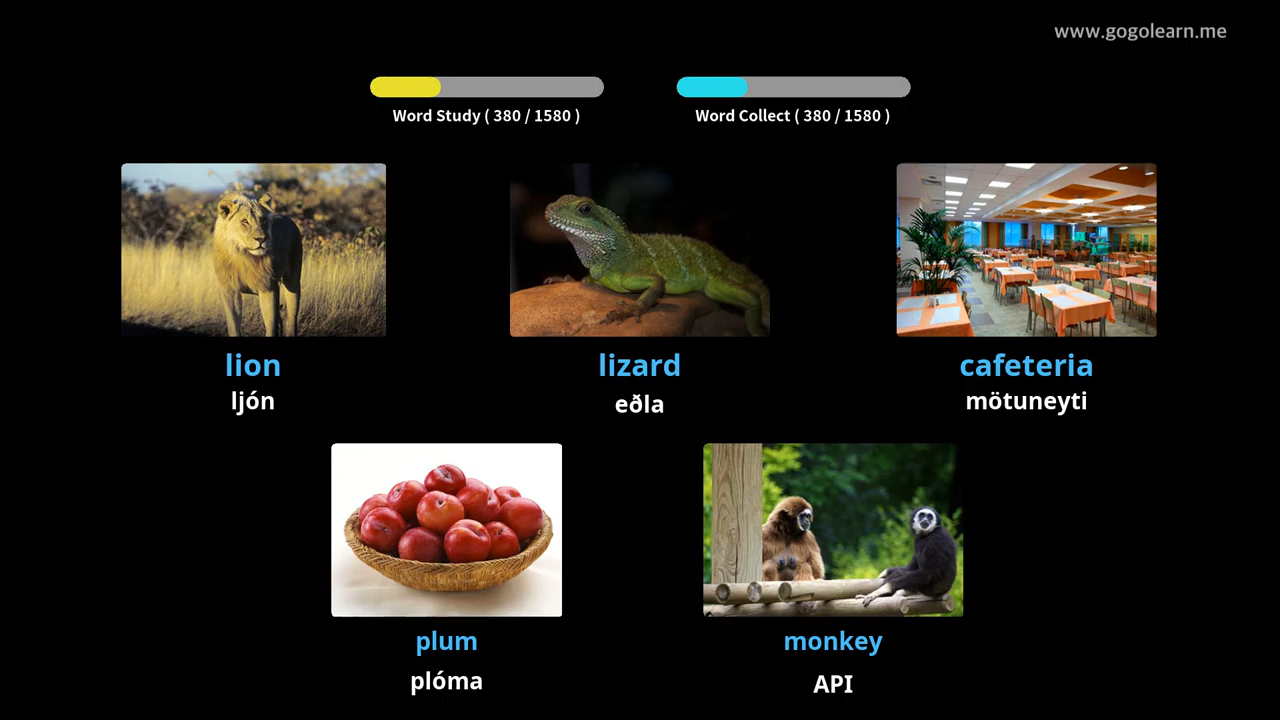 www.gogolearn.me
Word Study ( 380 / 1580 )
Word Collect ( 380 / 1580 )
lion
ljón
lizard
eðla
cafeteria
mötuneyti
plum
plóma
monkey
API